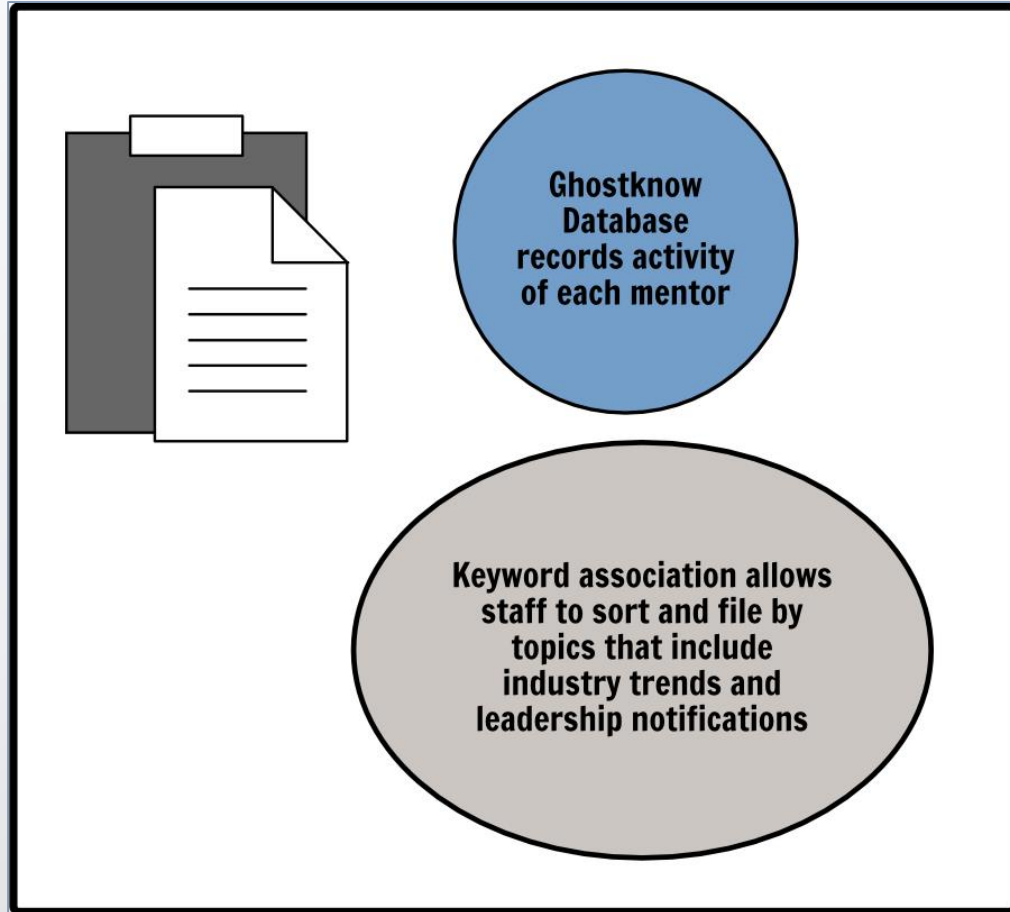 Ghostknow
Database
records activity
of each mentor
Keyword association allows
staff to sort and file by
topics that include
industry trends and
leadership notifications